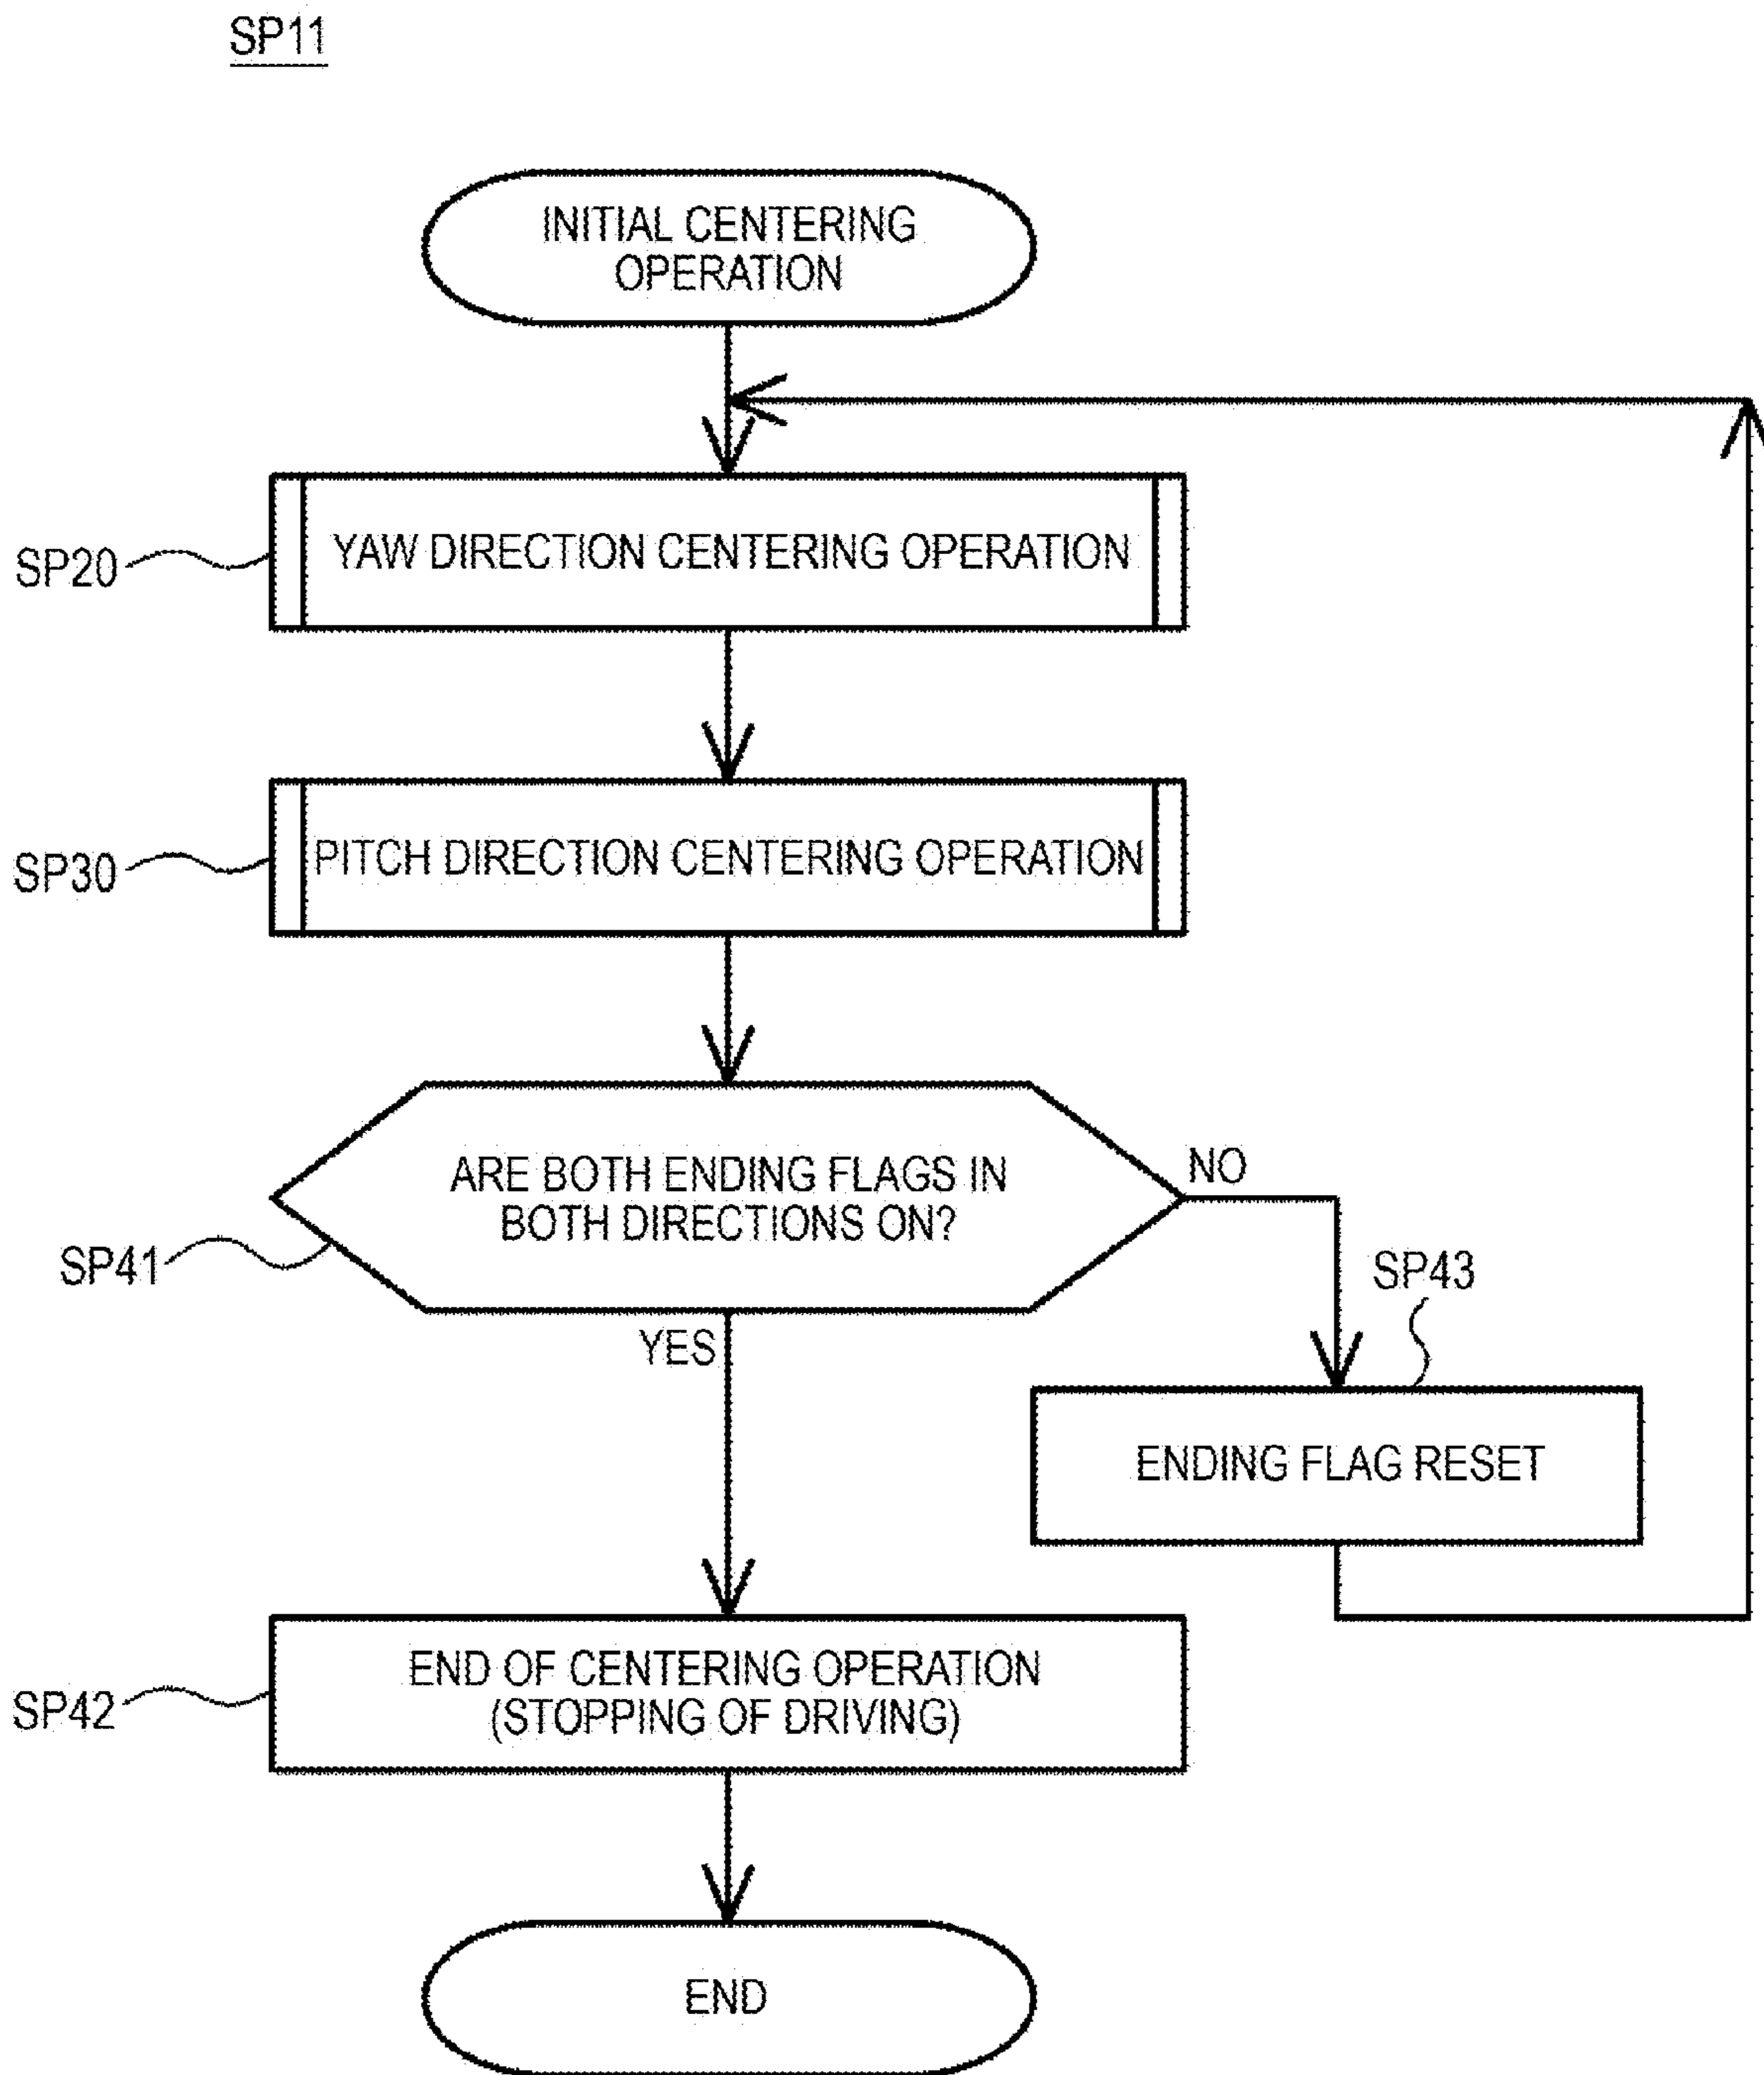 SP11
INITIAL CENTERING
OPERATION
SP20
YAW DIRECTION CENTERING OPERATION
SP30
PITCH DIRECTION CENTERING OPERATION
ARE BOTH ENDING FLAGS IN
BOTH DIRECTIONS ON?
NO
SP41
SP43
YES
ENDING FLAG RESET
END OF CENTERING OPERATION
(STOPPING OF DRIVING)
SP42
END